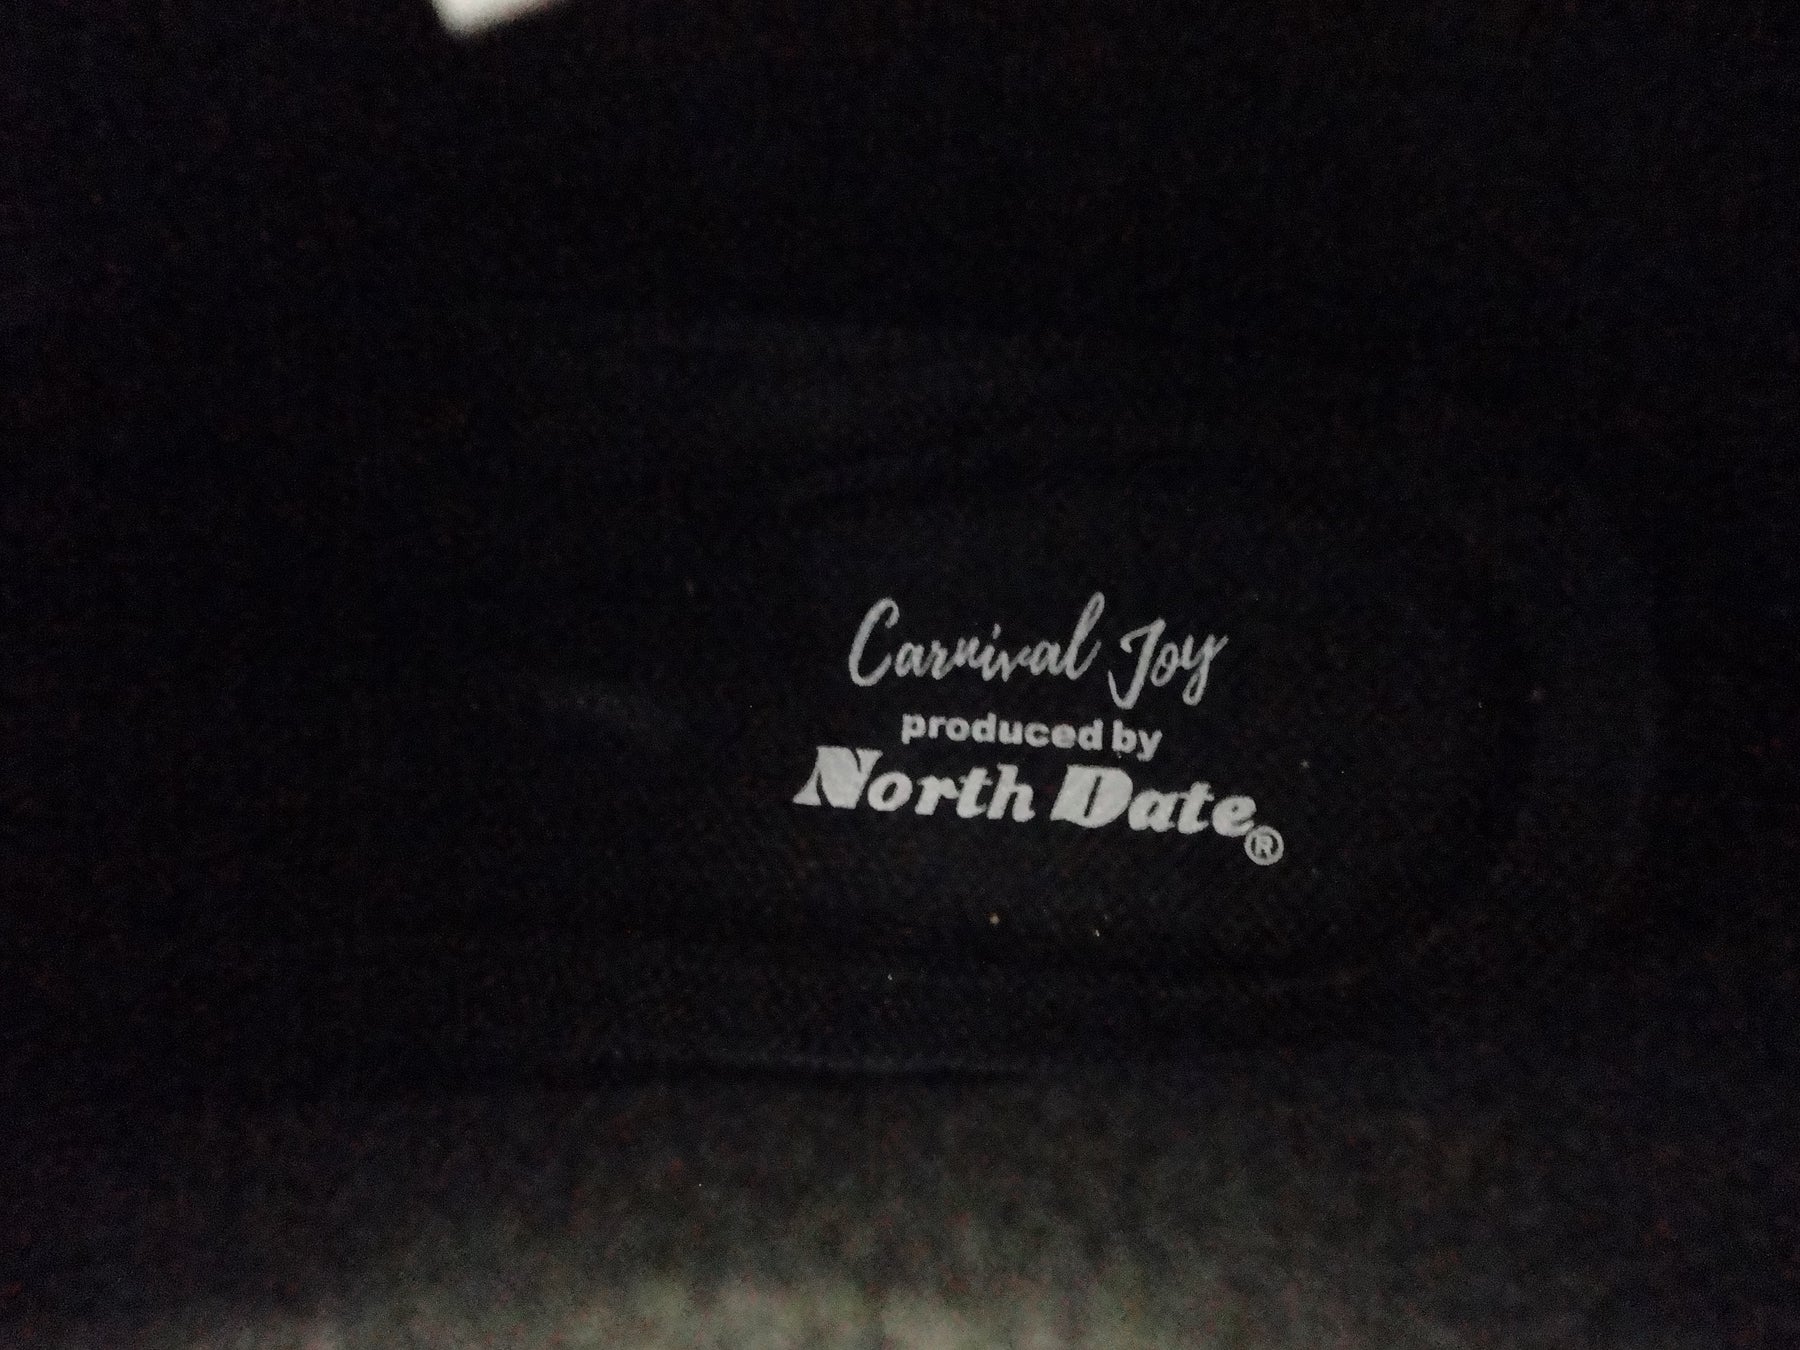 Carnival Joy
produced by
North Date®